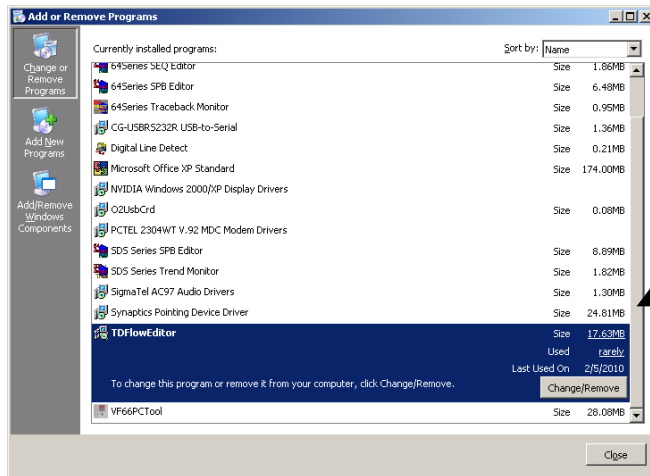 Add or Remove Programs
Change or
Remove
Programs
Add New
Programs
Add/Remove
Windows
Components
Currently installed programs:
Sort by: Name
64Series SEQ Editor Size 1.86MB
64Series SPB Editor Size 6.48MB
64Series Traceback Monitor Size 0.95MB
CG-USBRS232R USB-to-Serial Size 1.36MB
Digital Line Detect Size 0.21MB
Microsoft Office XP Standard Size 174.00MB
NVIDIA Windows 2000/XP Display Drivers
O2UsbCrd Size 0.08MB
PCTEL 2304WT V.92 MDC Modem Drivers
SDS Series SPB Editor Size 8.89MB
SDS Series Trend Monitor Size 1.82MB
SigmaTel AC97 Audio Drivers Size 1.30MB
Synaptics Pointing Device Driver Size 24.81MB
TDFlowEditor Size 17.63MB
Used rarely
Last Used On 2/5/2010
To change this program or remove it from your computer, click Change/Remove.
Change/Remove
VF66PCTool Size 28.08MB
Close